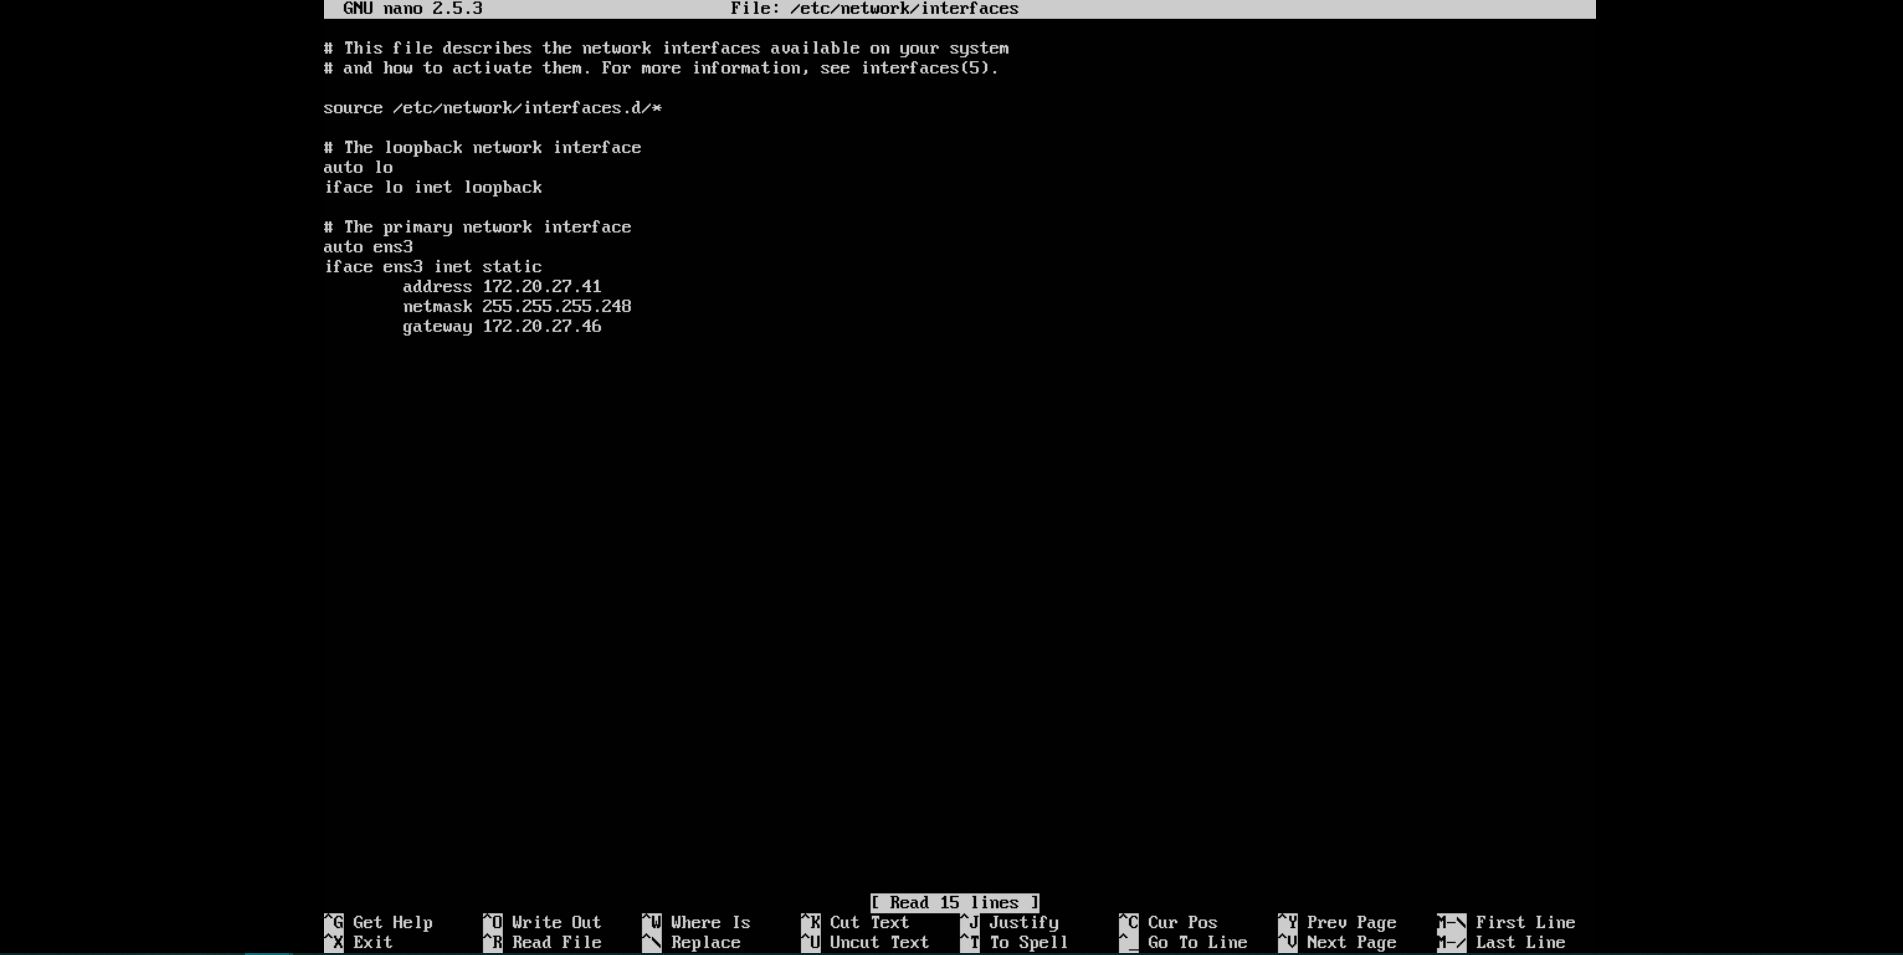 GNU nano 2.5.3 File: /etc/network/interfaces
# This file describes the network interfaces available on your system
# and how to activate them. For more information, see interfaces(5).
source /etc/network/interfaces.d/*
# The loopback network interface
auto lo
iface lo inet loopback
# The primary network interface
auto ens3
iface ens3 inet static
address 172.20.27.41
netmask 255.255.255.248
gateway 172.20.27.46
[ Read 15 lines ]
^G Get Help ^O Write Out ^W Where Is ^K Cut Text ^J Justify ^C Cur Pos ^Y Prev Page M-\ First Line
^X Exit ^R Read File ^\ Replace ^U Uncut Text ^T To Spell ^_ Go To Line ^V Next Page M-/ Last Line